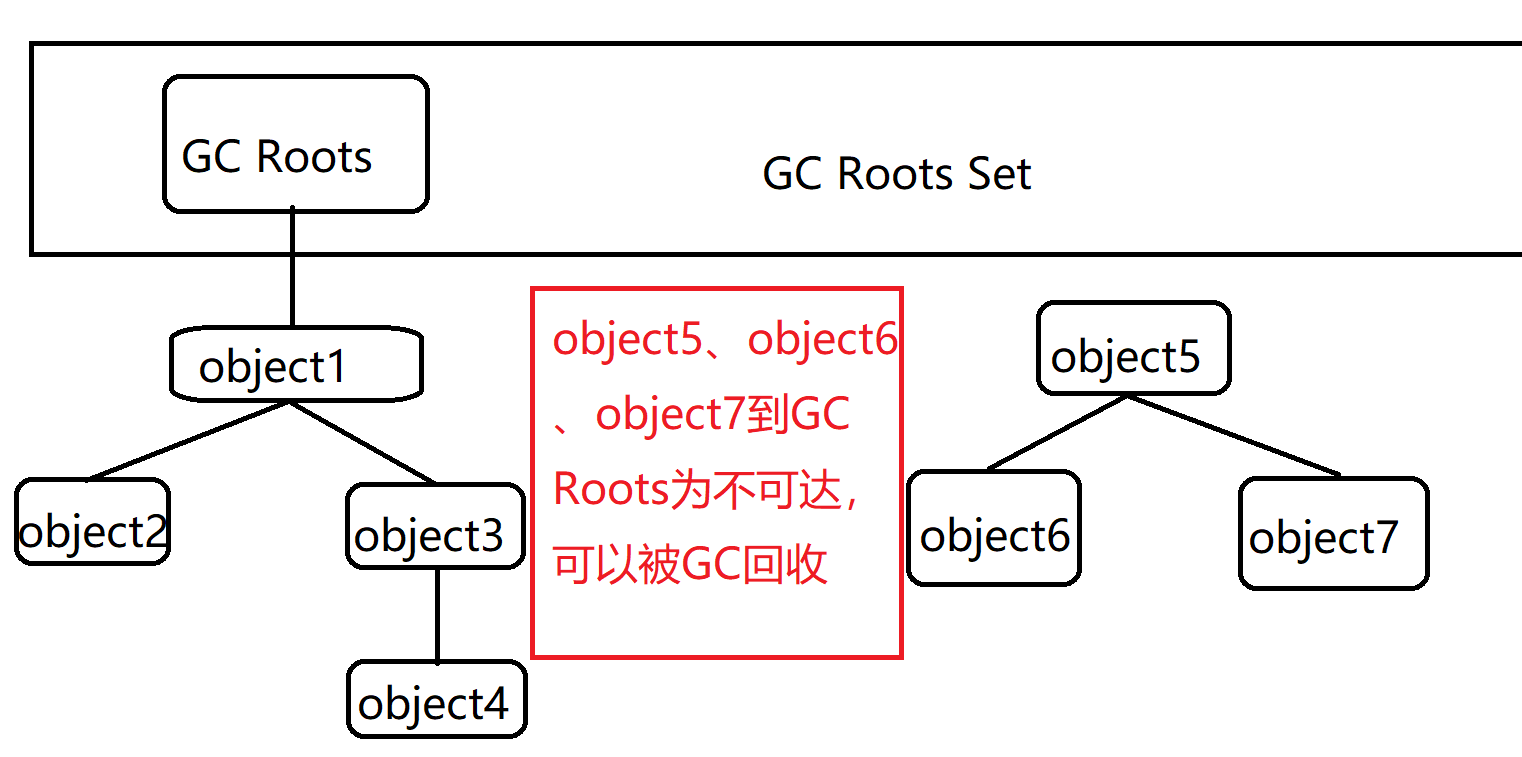 GC Roots
GC Roots Set
object1
object2
object3
object4
object5、object6
、object7到GC
Roots为不可达，
可以被GC回收
object5
object6
object7